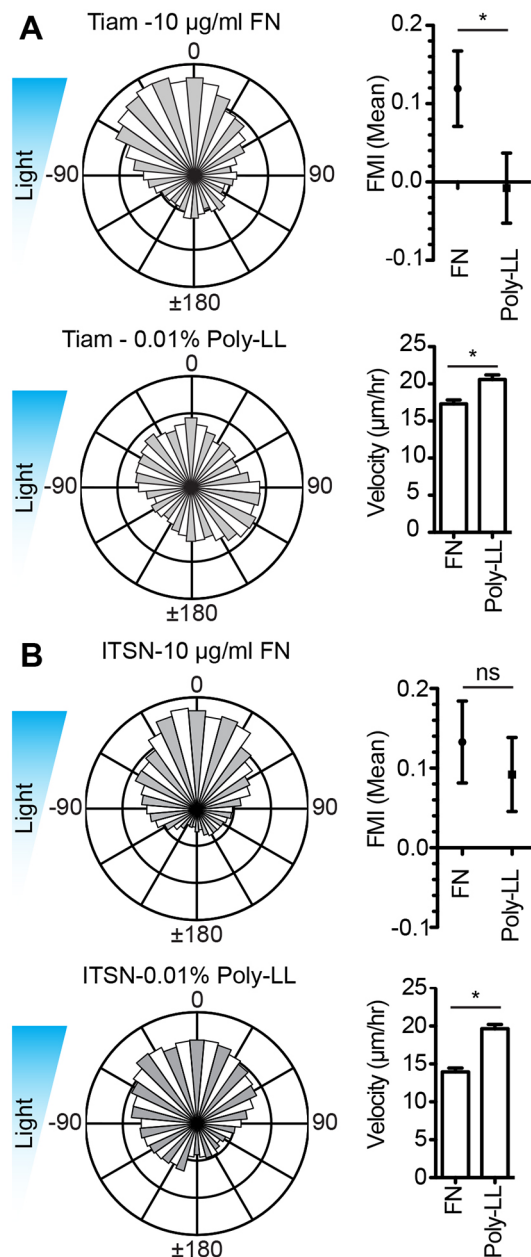 A
Tiam -10 µg/ml FN
0
Light
-90
90
±180
0.2
0.1
0.0
-0.1
FMI (Mean)
*
FN
Poly-LL
Tiam - 0.01% Poly-LL
0
Light
-90
90
±180
25
20
15
10
5
0
Velocity (µm/hr)
*
FN
Poly-LL
B
ITSN-10 µg/ml FN
0
Light
-90
90
±180
0.2
0.1
0.0
-0.1
FMI (Mean)
ns
FN
Poly-LL
ITSN-0.01% Poly-LL
0
Light
-90
90
±180
25
20
15
10
5
0
Velocity (µm/hr)
*
FN
Poly-LL